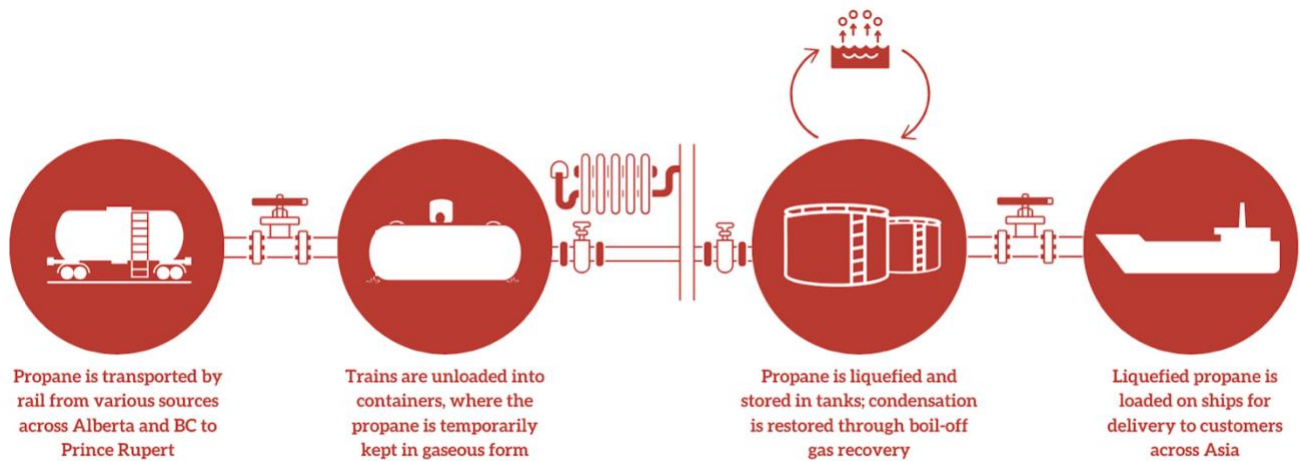 Propane is transported by
rail from various sources
across Alberta and BC to
Prince Rupert
Trains are unloaded into
containers, where the
propane is temporarily
kept in gaseous form
Propane is liquefied and
stored in tanks; condensation
is restored through boil-off
gas recovery
Liquefied propane is
loaded on ships for
delivery to customers
across Asia